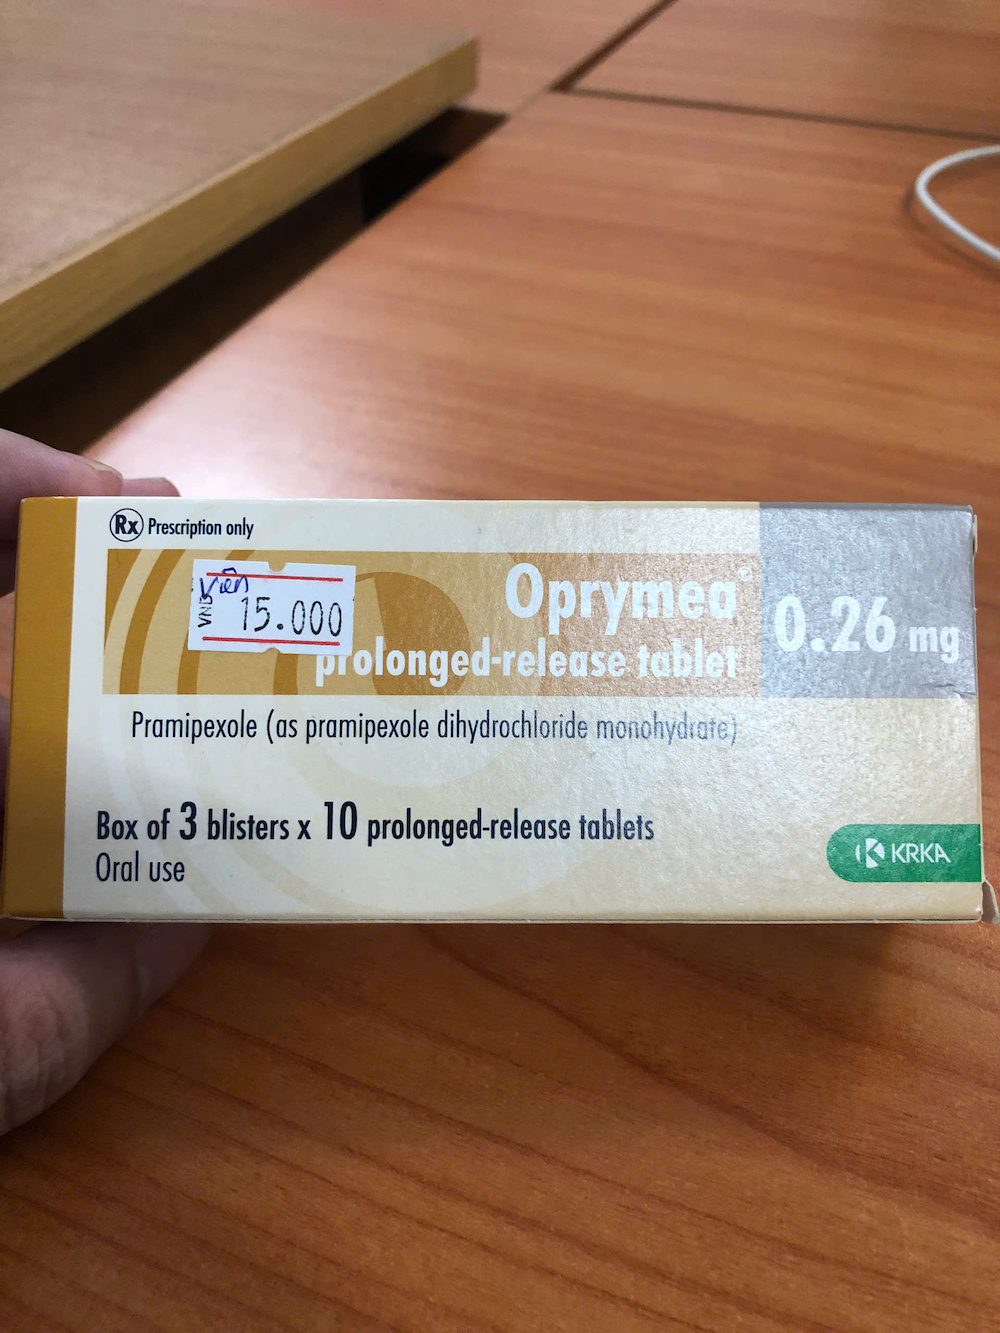 Rx Prescription only
Viên
VND 15.000
Oprymea®
prolonged-release tablet
0.26 mg
Pramipexole (as pramipexole dihydrochloride monohydrate)
Box of 3 blisters x 10 prolonged-release tablets
Oral use
KRKA